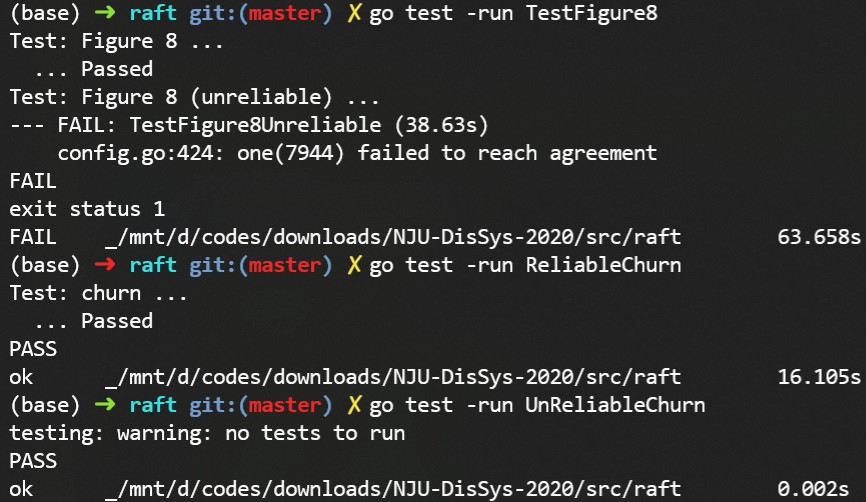 (base) ➜ raft git:(master) ✗ go test -run TestFigure8
Test: Figure 8 ...
  ... Passed
Test: Figure 8 (unreliable) ...
--- FAIL: TestFigure8Unreliable (38.63s)
    config.go:424: one(7944) failed to reach agreement
FAIL
exit status 1
FAIL    _/mnt/d/codes/downloads/NJU-DisSys-2020/src/raft        63.658s
(base) ➜ raft git:(master) ✗ go test -run ReliableChurn
Test: churn ...
  ... Passed
PASS
ok      _/mnt/d/codes/downloads/NJU-DisSys-2020/src/raft        16.105s
(base) ➜ raft git:(master) ✗ go test -run UnReliableChurn
testing: warning: no tests to run
PASS
ok      _/mnt/d/codes/downloads/NJU-DisSys-2020/src/raft        0.002s